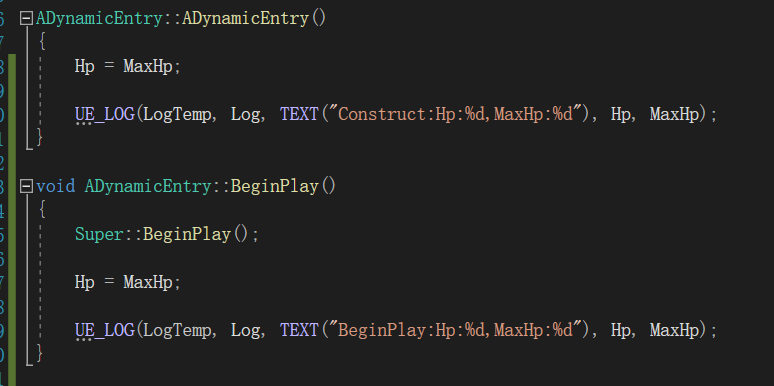 ADynamicEntry::ADynamicEntry()
{
Hp = MaxHp;
UE_LOG(LogTemp, Log, TEXT("Construct:Hp:%d,MaxHp:%d"), Hp, MaxHp);
}
void ADynamicEntry::BeginPlay()
{
Super::BeginPlay();
Hp = MaxHp;
UE_LOG(LogTemp, Log, TEXT("BeginPlay:Hp:%d,MaxHp:%d"), Hp, MaxHp);
}